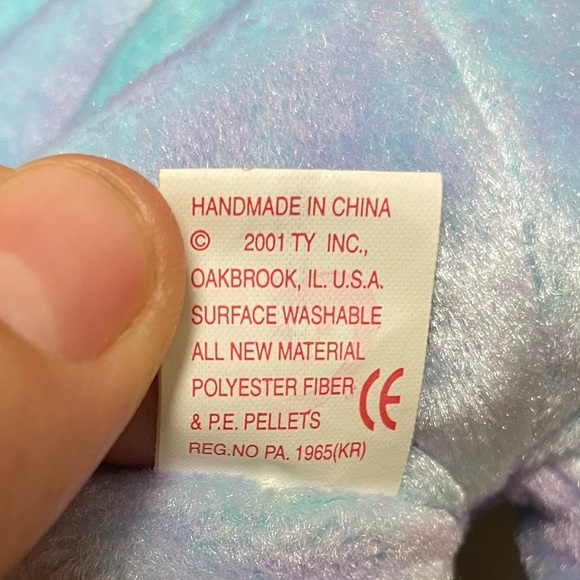 HANDMADE IN CHINA
© 2001 TY INC.,
OAKBROOK, IL. U.S.A.
SURFACE WASHABLE
ALL NEW MATERIAL
POLYESTER FIBER
& P.E. PELLETS CE
REG.NO PA. 1965(KR)